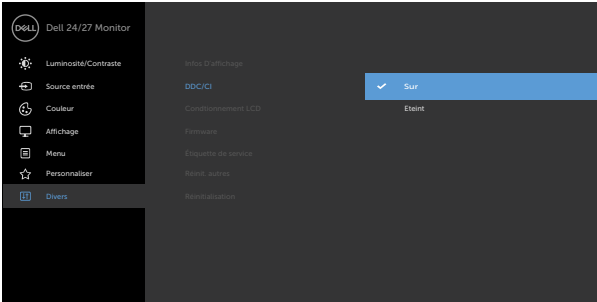 DELL
Dell 24/27 Monitor
Luminosité/Contraste
Source entrée
Couleur
Affichage
Menu
Personnaliser
Divers
Infos D'affichage
DDC/CI
Condtionnement LCD
Firmware
Étiquette de service
Réinit. autres
Réinitialisation
Sur
Eteint